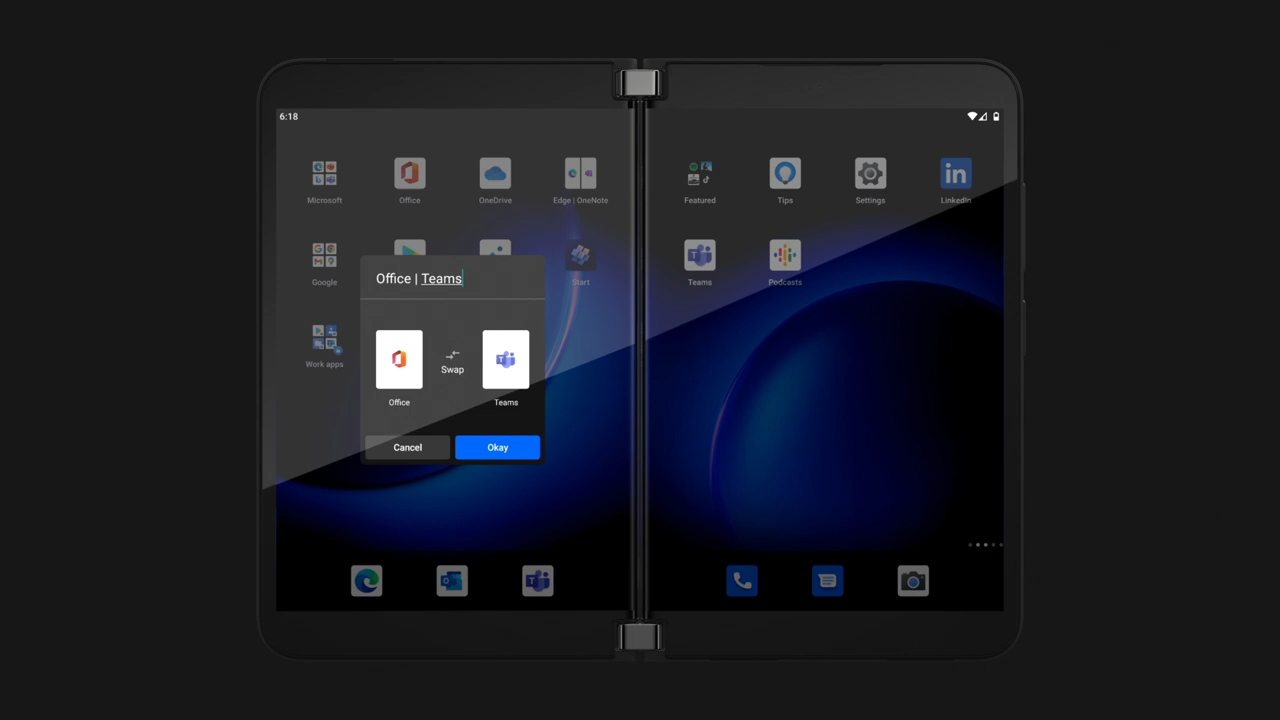 6:18
Microsoft
Office
OneDrive
Edge | OneNote
Featured
Tips
Settings
LinkedIn
Google
Start
Teams
Podcasts
Work apps
Office | Teams
Swap
Office
Teams
Cancel
Okay